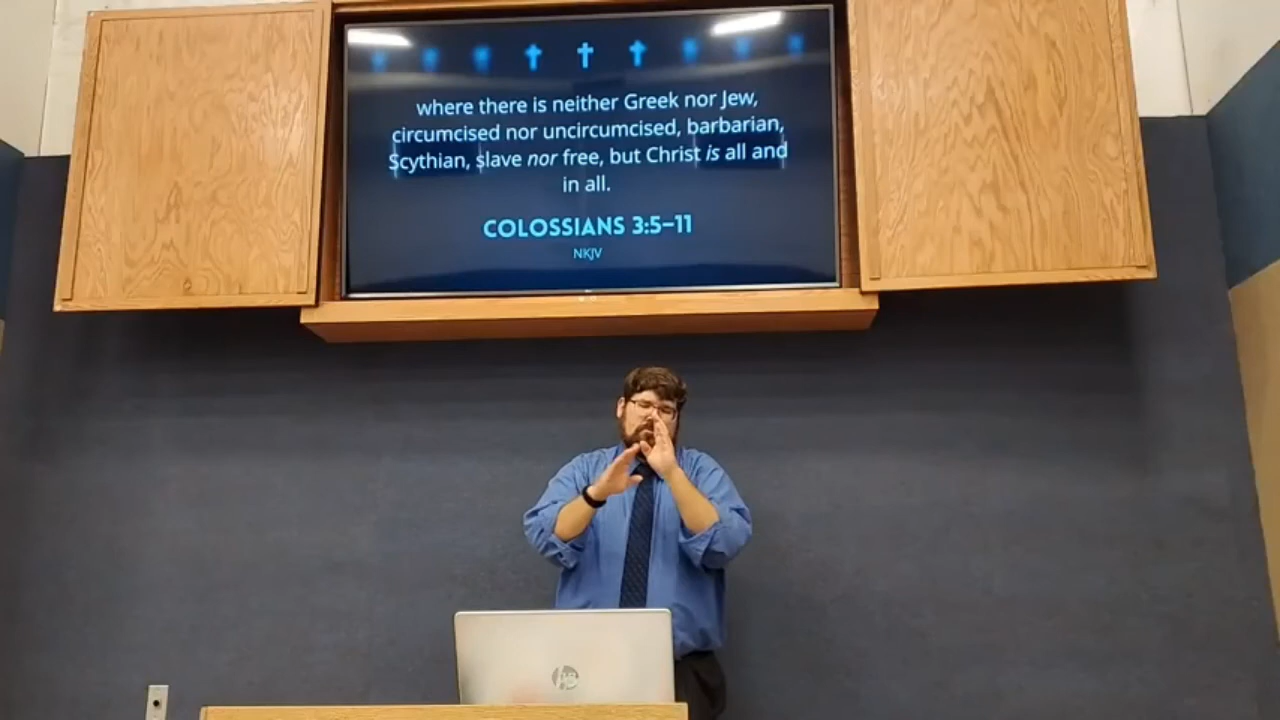 where there is neither Greek nor Jew,
circumcised nor uncircumcised, barbarian,
Scythian, slave nor free, but Christ is all and
in all.
COLOSSIANS 3:5–11
NKJV
hp